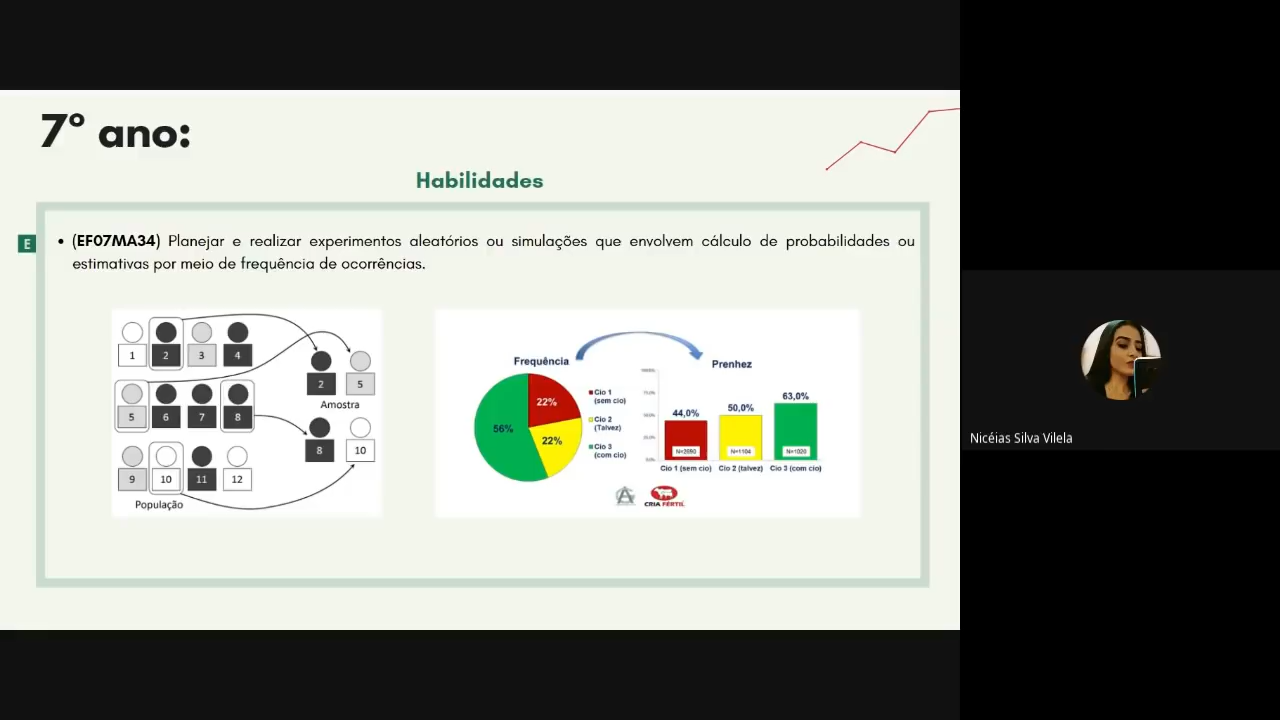 7º ano:
Habilidades
E
• (EF07MA34) Planejar e realizar experimentos aleatórios ou simulações que envolvem cálculo de probabilidades ou
estimativas por meio de frequência de ocorrências.
1 2 3 4
5 6 7 8
9 10 11 12
População
2 5
Amostra
8 10
Frequência
22%
22%
56%
Cio 1
(sem cio)
Cio 2
(Talvez)
Cio 3
(com cio)
Prenhez
44,0%
50,0%
63,0%
N=1104
N=1020
Cio 1 (sem cio) Cio 2 (talvez) Cio 3 (com cio)
CRIA FÉRTIL
Nicéias Silva Vilela